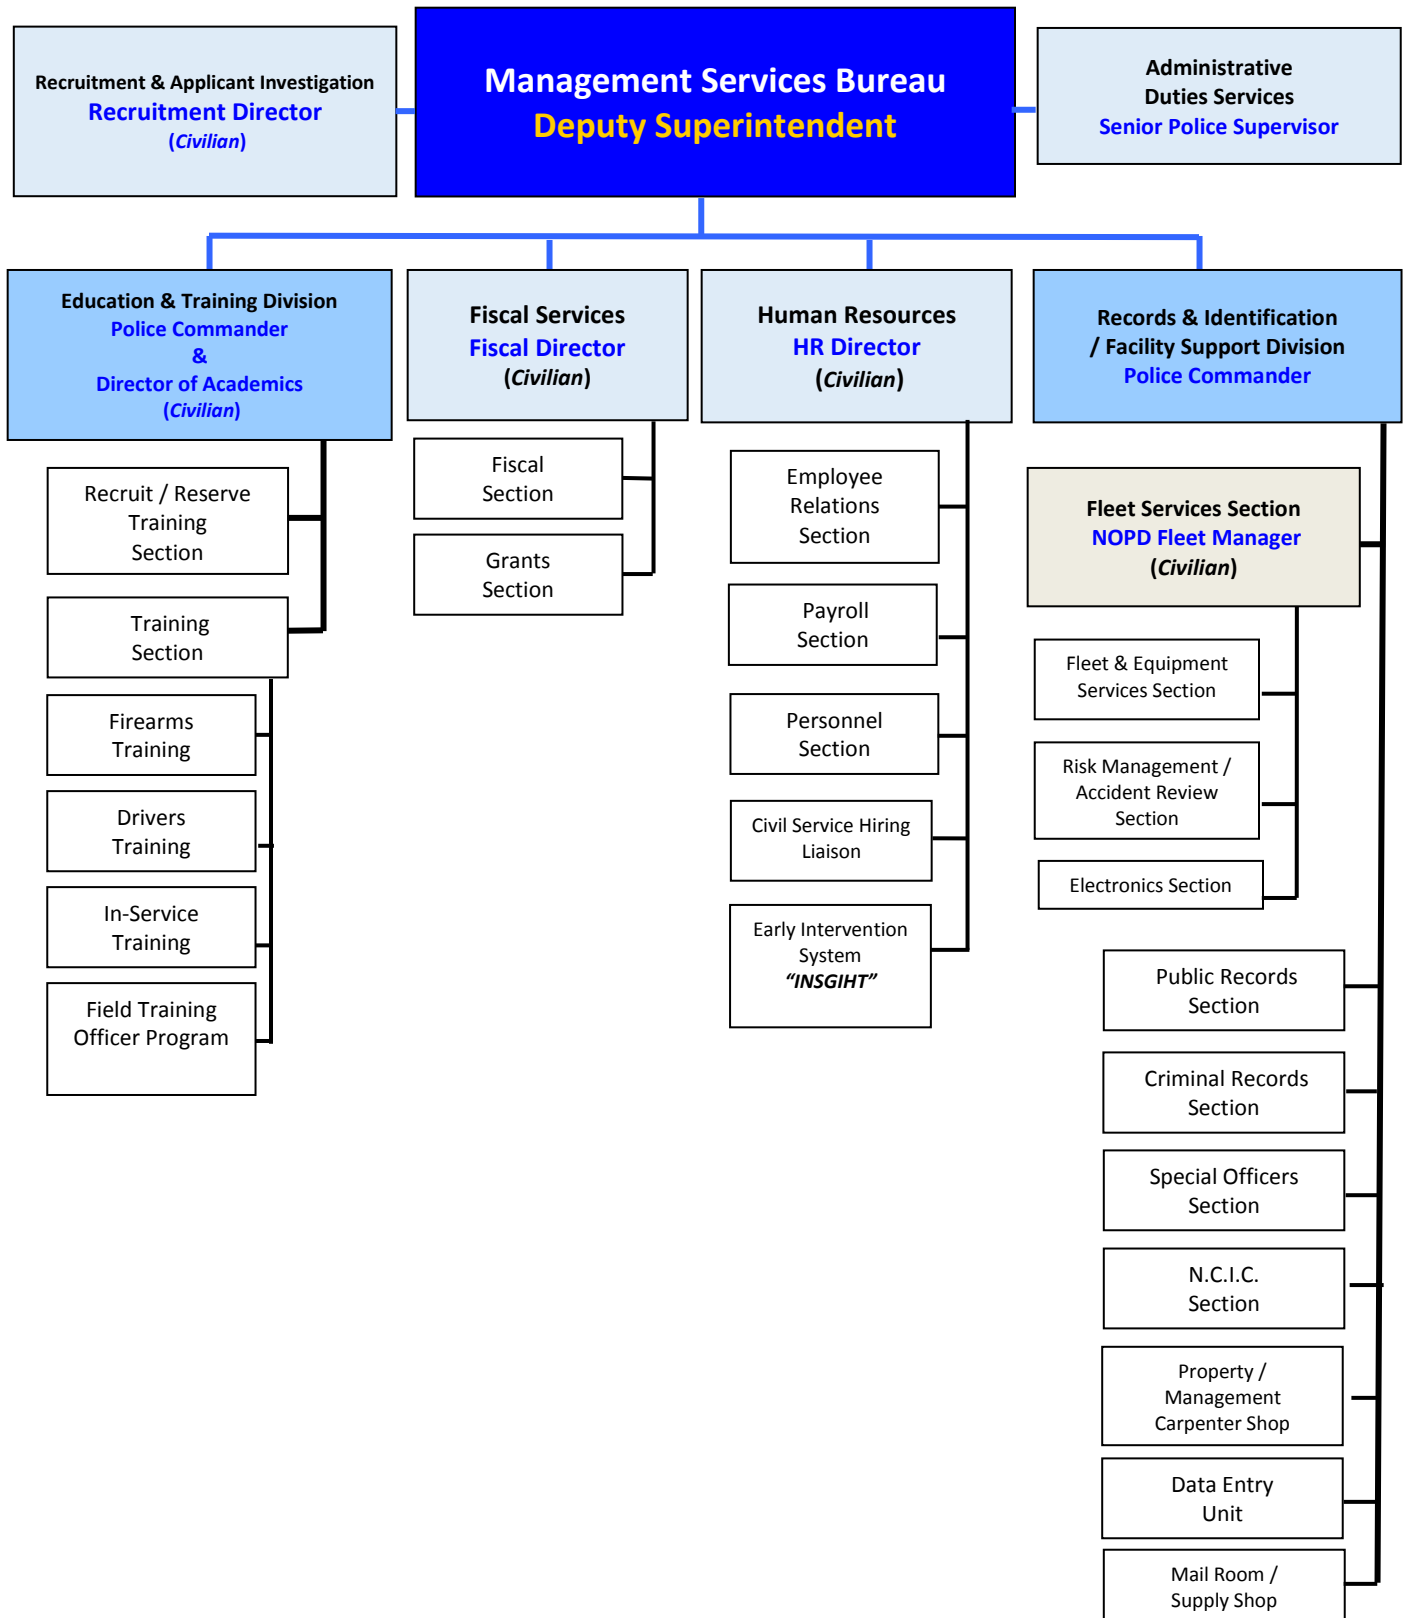 Recruitment & Applicant Investigation
Recruitment Director
(Civilian)
Management Services Bureau
Deputy Superintendent
Administrative
Duties Services
Senior Police Supervisor
Education & Training Division
Police Commander
&
Director of Academics
(Civilian)
Fiscal Services
Fiscal Director
(Civilian)
Human Resources
HR Director
(Civilian)
Records & Identification
/ Facility Support Division
Police Commander
Recruit / Reserve
Training
Section
Training
Section
Firearms
Training
Drivers
Training
In-Service
Training
Field Training
Officer Program
Fiscal
Section
Grants
Section
Employee
Relations
Section
Payroll
Section
Personnel
Section
Civil Service Hiring
Liaison
Early Intervention
System
“INSGIHT”
Fleet Services Section
NOPD Fleet Manager
(Civilian)
Fleet & Equipment
Services Section
Risk Management /
Accident Review
Section
Electronics Section
Public Records
Section
Criminal Records
Section
Special Officers
Section
N.C.I.C.
Section
Property /
Management
Carpenter Shop
Data Entry
Unit
Mail Room /
Supply Shop